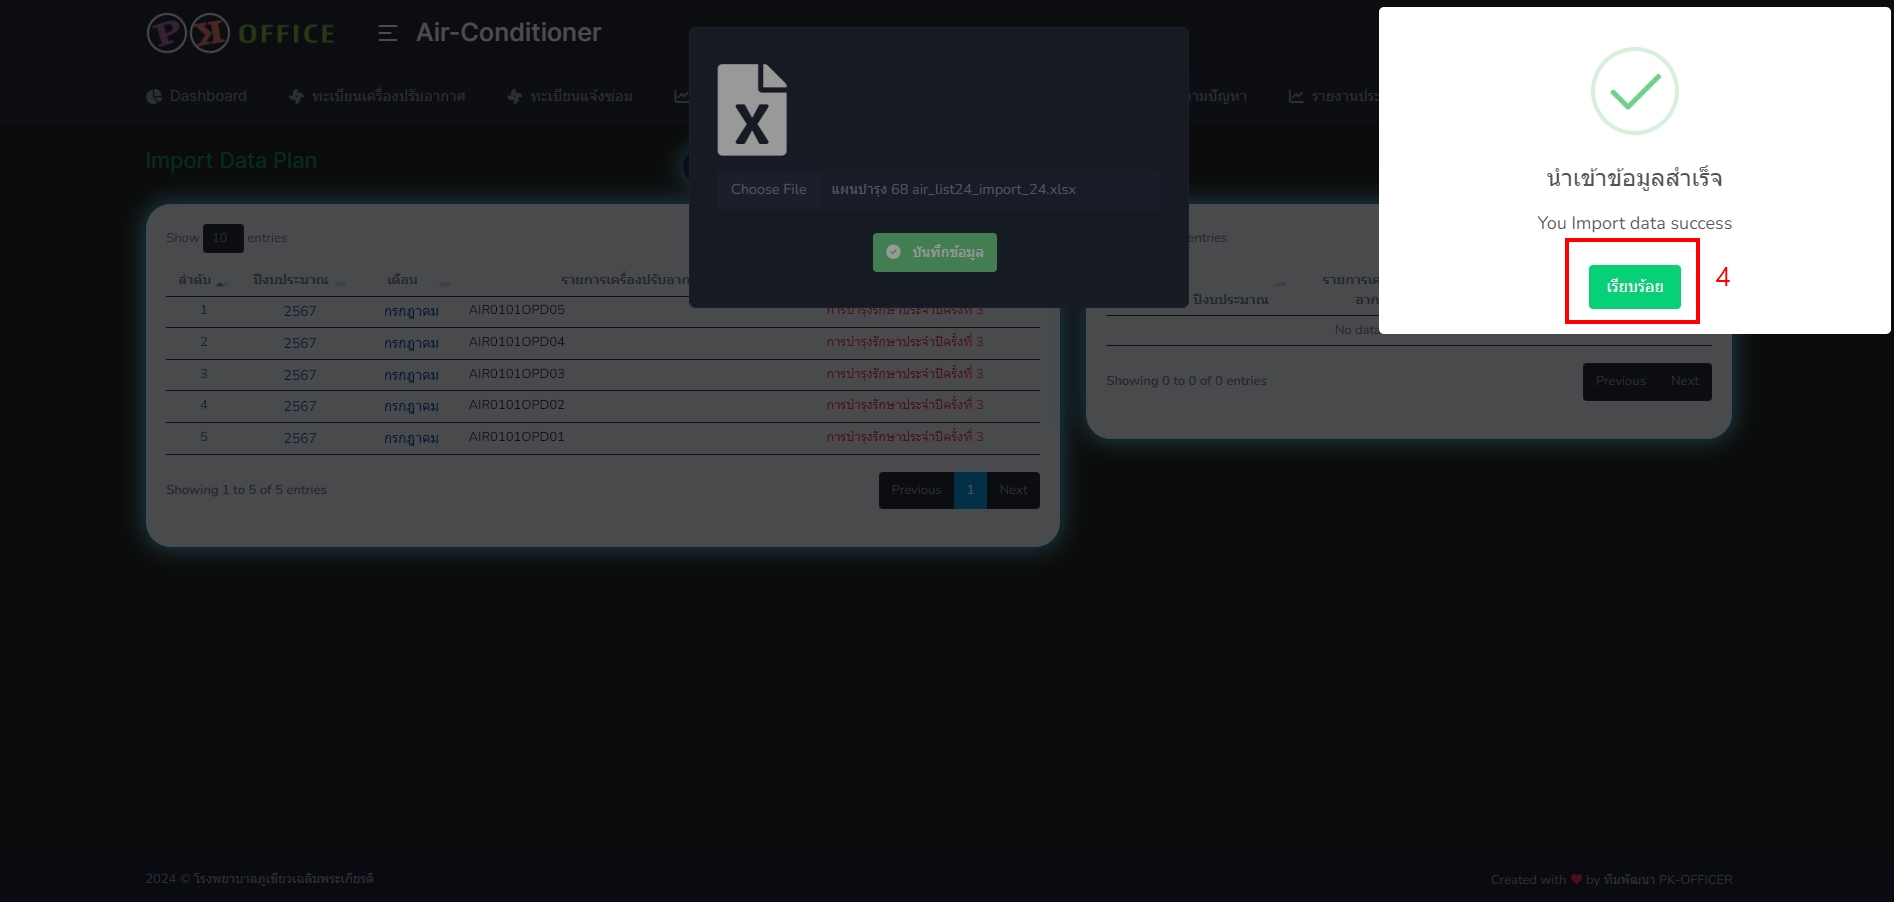 PK OFFICE
Air-Conditioner
Dashboard
ทะเบียนเครื่องปรับอากาศ
ทะเบียนแจ้งซ่อม
ามปัญหา
รายงานประ
Import Data Plan
X
Choose File แผนบำรุง 68 air_list24_import_24.xlsx
บันทึกข้อมูล
นำเข้าข้อมูลสำเร็จ
You Import data success
เรียบร้อย
4
Show 10 entries
ลำดับ ปีงบประมาณ เดือน รายการเครื่องปรับอาก
1 2567 กรกฎาคม AIR0101OPD05 การบำรุงรักษาประจำปีครั้งที่ 3
2 2567 กรกฎาคม AIR0101OPD04 การบำรุงรักษาประจำปีครั้งที่ 3
3 2567 กรกฎาคม AIR0101OPD03 การบำรุงรักษาประจำปีครั้งที่ 3
4 2567 กรกฎาคม AIR0101OPD02 การบำรุงรักษาประจำปีครั้งที่ 3
5 2567 กรกฎาคม AIR0101OPD01 การบำรุงรักษาประจำปีครั้งที่ 3
Showing 1 to 5 of 5 entries
Previous 1 Next
entries
รายการเค
ปีงบประมาณ อาก
No data
Showing 0 to 0 of 0 entries
Previous Next
2024 © โรงพยาบาลภูเขียวเฉลิมพระเกียรติ
Created with by ทีมพัฒนา PK-OFFICER